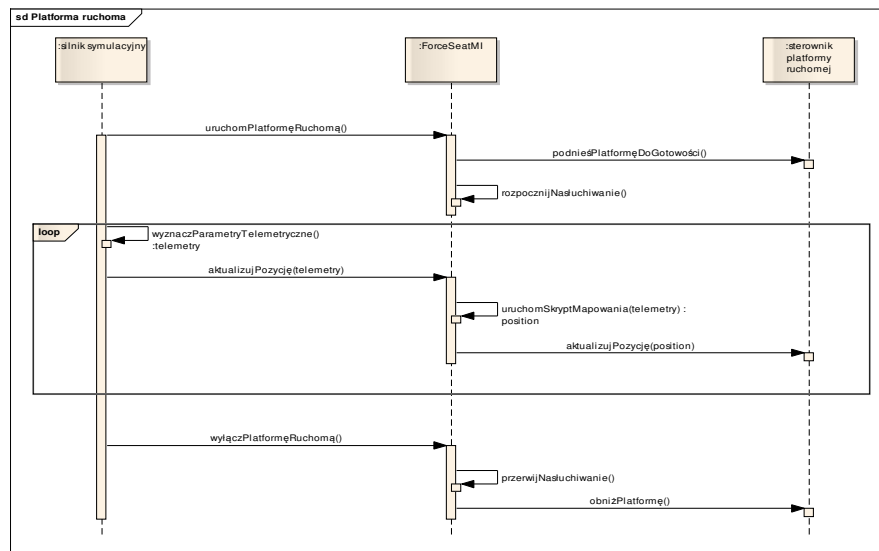 sd Platforma ruchoma
:silnik symulacyjny
:ForceSeatMI
:sterownik
platformy
ruchomej
uruchomPlatformęRuchomą()
podnieśPlatformęDoGotowości()
rozpocznijNasłuchiwanie()
loop
wyznaczParametryTelemetryczne()
:telemetry
aktualizujPozycję(telemetry)
uruchomSkryptMapowania(telemetry) :
position
aktualizujPozycję(position)
wyłączPlatformęRuchomą()
przerwijNasłuchiwanie()
obniżPlatformę()